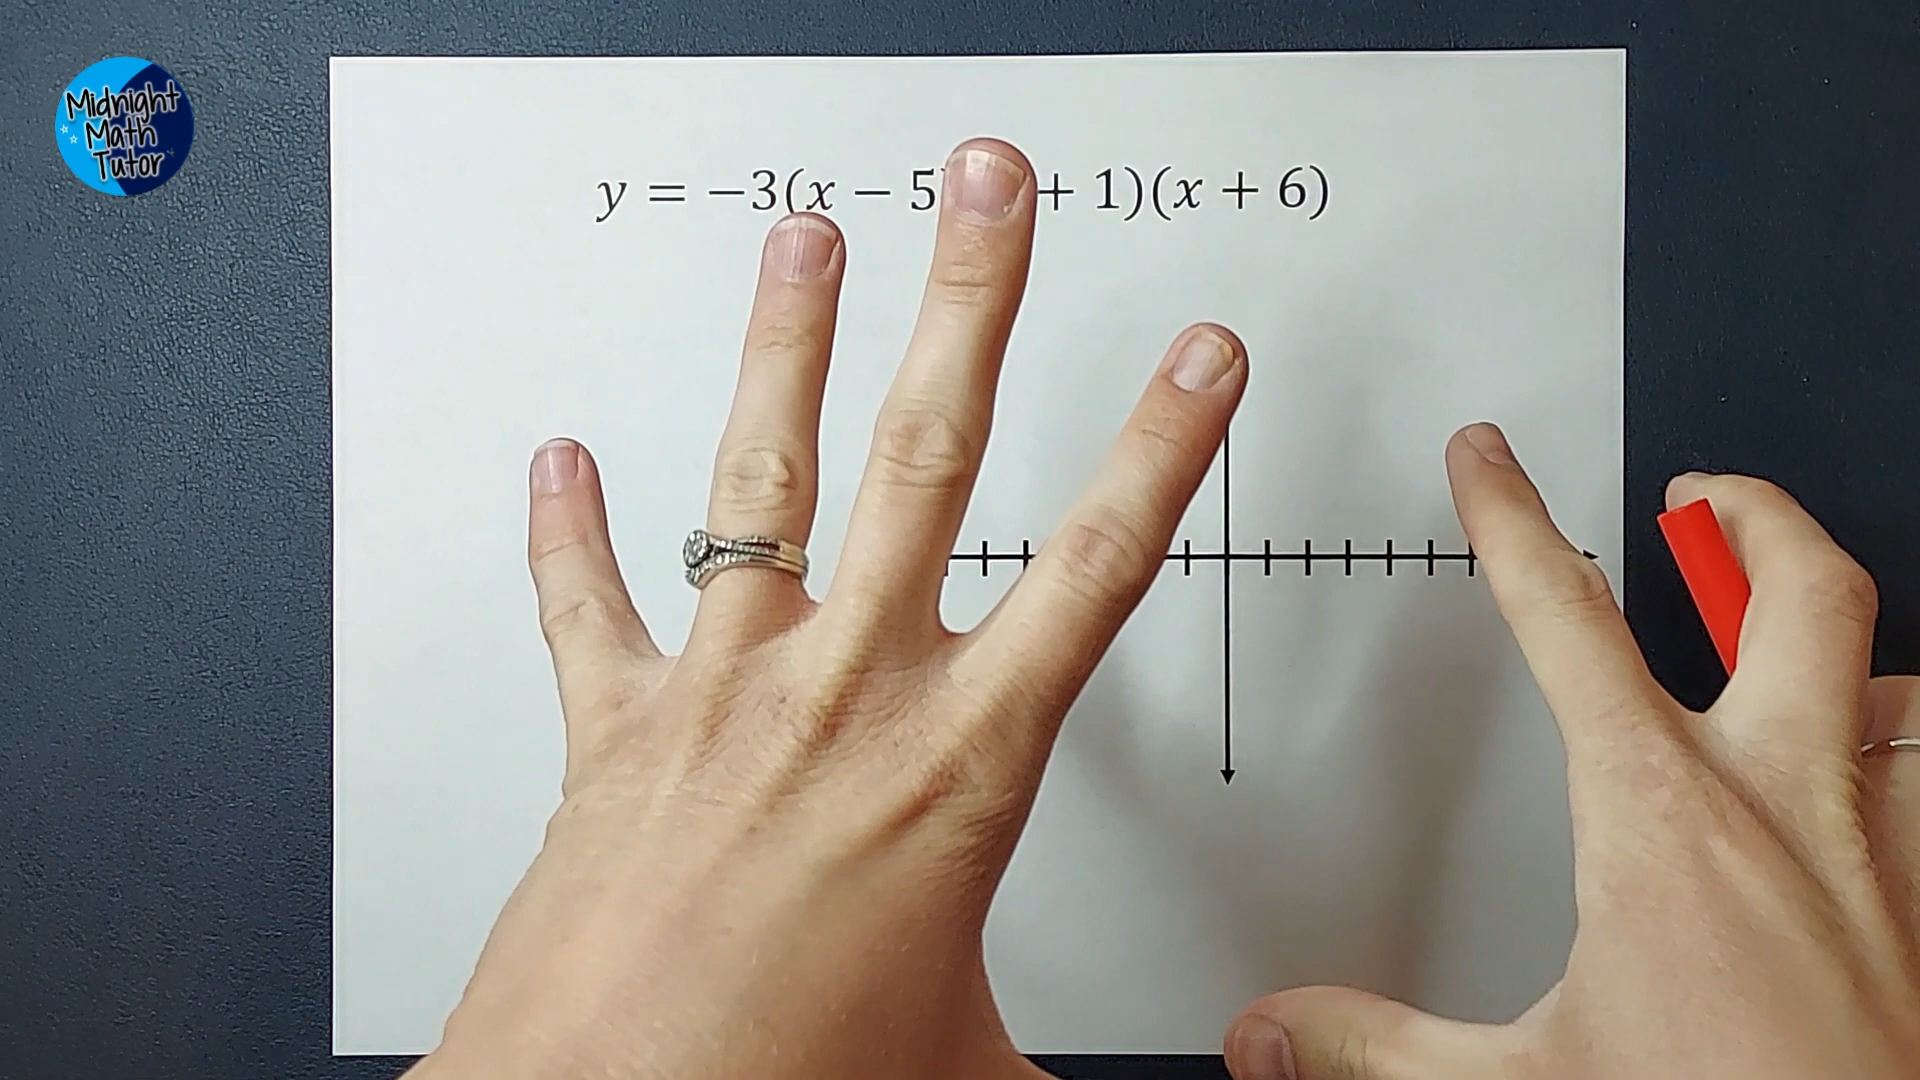 Midnight
Math
Tutor
y = −3(x − 5 + 1)(x + 6)